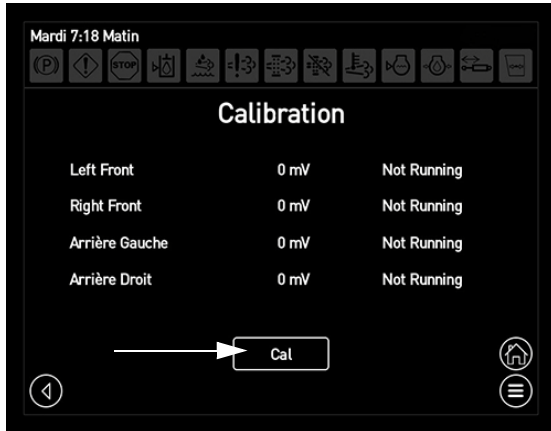 Mardi 7:18 Matin
STOP
Calibration
Left Front 0 mV Not Running
Right Front 0 mV Not Running
Arrière Gauche 0 mV Not Running
Arrière Droit 0 mV Not Running
Cal